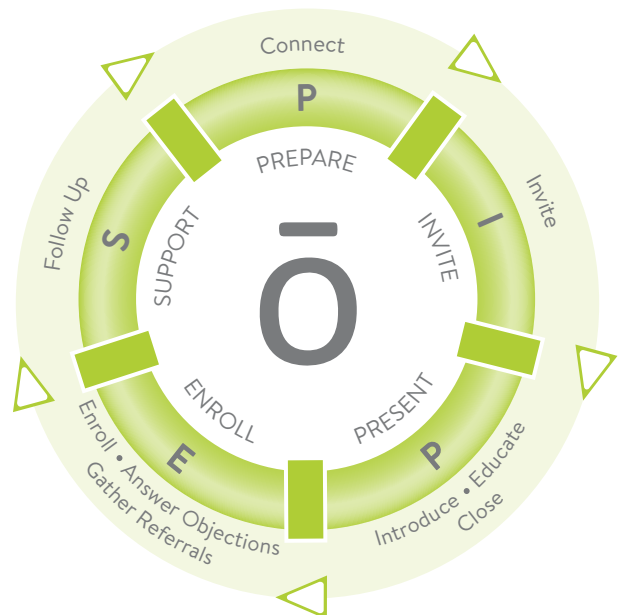 Connect
P
PREPARE
Invite
I
INVITE
Introduce • Educate
Close
P
PRESENT
Enroll • Answer Objections
Gather Referrals
E
ENROLL
Follow Up
S
SUPPORT
ō